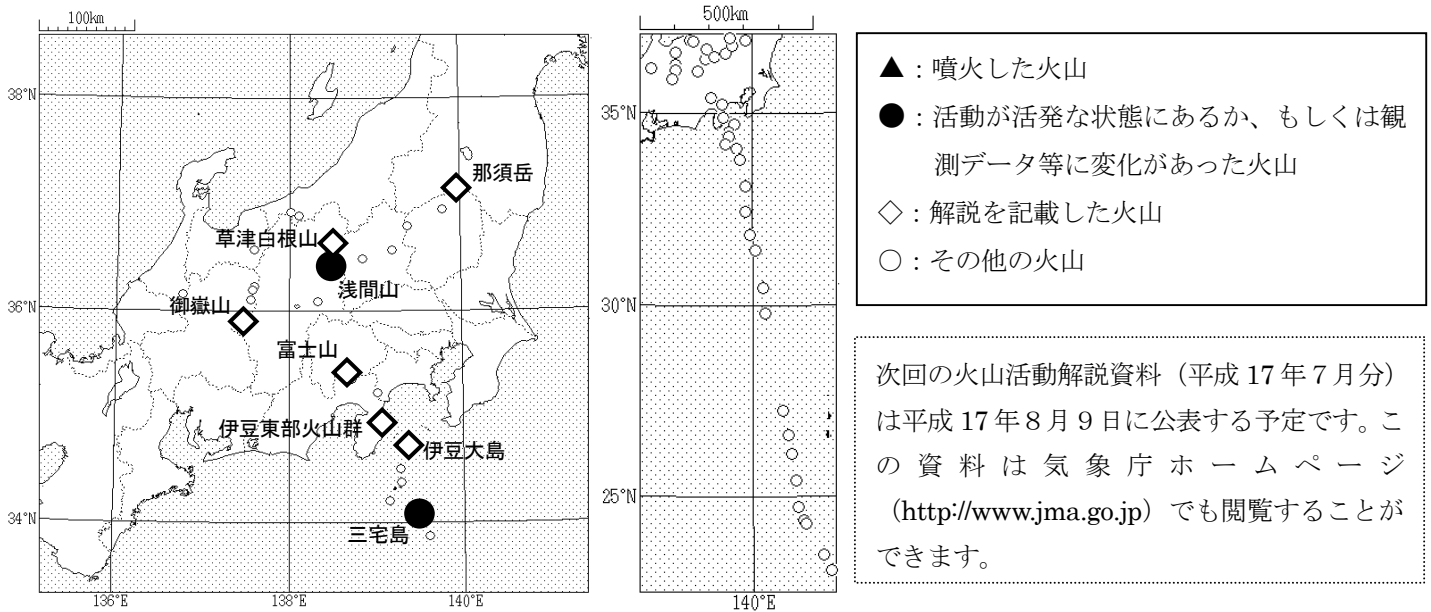 100km
38°N
36°N
34°N
136°E
138°E
140°E
那須岳
草津白根山
浅間山
御嶽山
富士山
伊豆東部火山群
伊豆大島
三宅島
500km
35°N
30°N
25°N
140°E
▲：噴火した火山
●：活動が活発な状態にあるか、もしくは観
測データ等に変化があった火山
◇：解説を記載した火山
○：その他の火山
次回の火山活動解説資料（平成 17 年７月分）
は平成 17 年８月９日に公表する予定です。こ
の資料は気象庁ホームページ
（http://www.jma.go.jp）でも閲覧することが
できます。